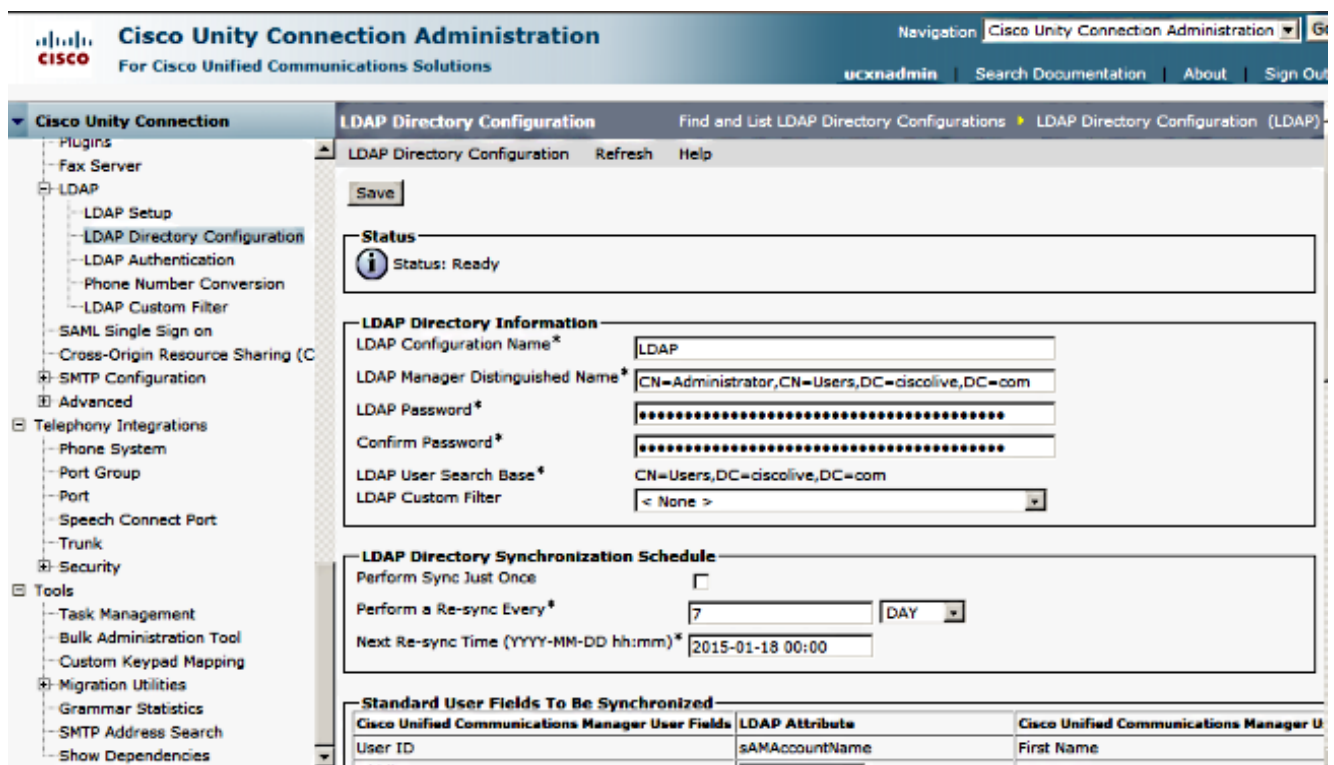 Cisco Unity Connection Administration
For Cisco Unified Communications Solutions
CISCO
Navigation Cisco Unity Connection Administration
ucxnadmin | Search Documentation | About | Sign Out
Cisco Unity Connection
Plugins
Fax Server
LDAP
LDAP Setup
LDAP Directory Configuration
LDAP Authentication
Phone Number Conversion
LDAP Custom Filter
SAML Single Sign on
Cross-Origin Resource Sharing (C
SMTP Configuration
Advanced
Telephony Integrations
Phone System
Port Group
Port
Speech Connect Port
Trunk
Security
Tools
Task Management
Bulk Administration Tool
Custom Keypad Mapping
Migration Utilities
Grammar Statistics
SMTP Address Search
Show Dependencies
LDAP Directory Configuration Find and List LDAP Directory Configurations LDAP Directory Configuration (LDAP)
LDAP Directory Configuration Refresh Help
Save
Status
Status: Ready
LDAP Directory Information
LDAP Configuration Name* LDAP
LDAP Manager Distinguished Name* CN=Administrator,CN=Users,DC=ciscolive,DC=com
LDAP Password*
Confirm Password*
LDAP User Search Base* CN=Users,DC=ciscolive,DC=com
LDAP Custom Filter < None >
LDAP Directory Synchronization Schedule
Perform Sync Just Once
Perform a Re-sync Every* 7 DAY
Next Re-sync Time (YYYY-MM-DD hh:mm)* 2015-01-18 00:00
Standard User Fields To Be Synchronized
Cisco Unified Communications Manager User Fields LDAP Attribute Cisco Unified Communications Manager U
User ID sAMAccountName First Name